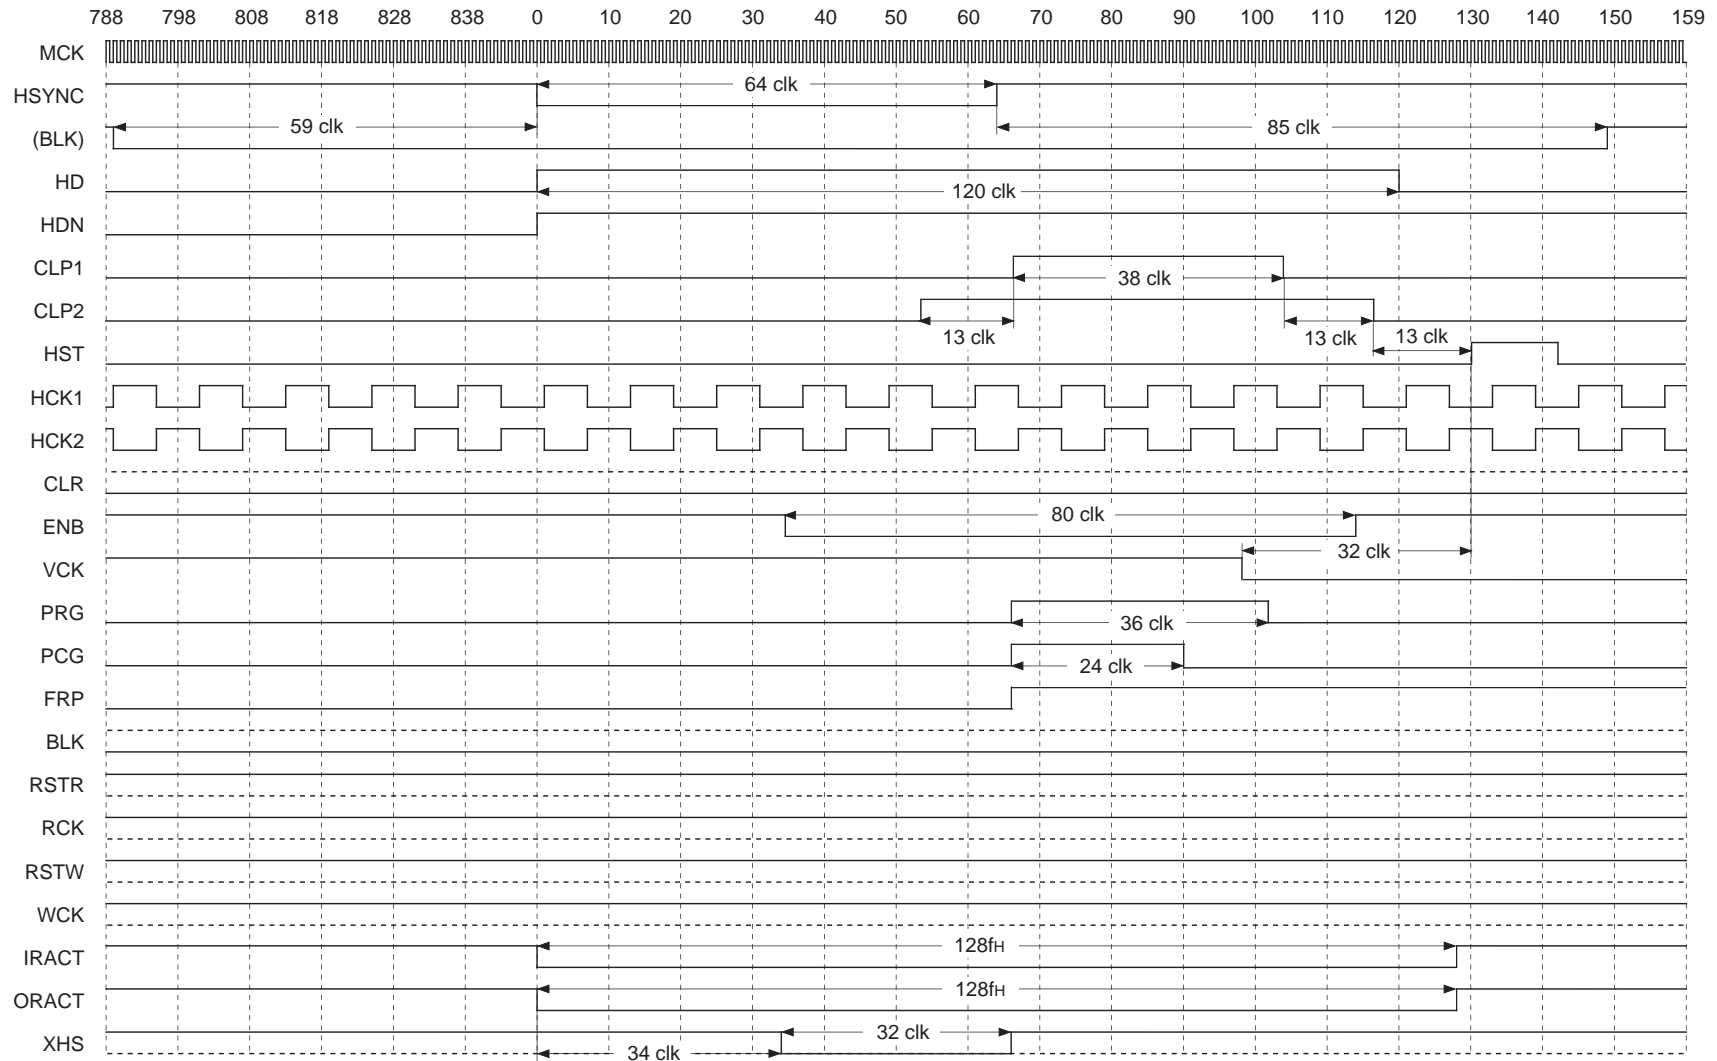 788 798 808 818 828 838 0 10 20 30 40 50 60 70 80 90 100 110 120 130 140 150 159
MCK
HSYNC 64 clk
(BLK) 59 clk 85 clk
HD 120 clk
HDN
CLP1 38 clk
CLP2 13 clk 13 clk 13 clk
HST
HCK1
HCK2
CLR
ENB 80 clk
VCK 32 clk
PRG 36 clk
PCG 24 clk
FRP
BLK
RSTR
RCK
RSTW
WCK
IRACT 128fH
ORACT 128fH
XHS 34 clk 32 clk